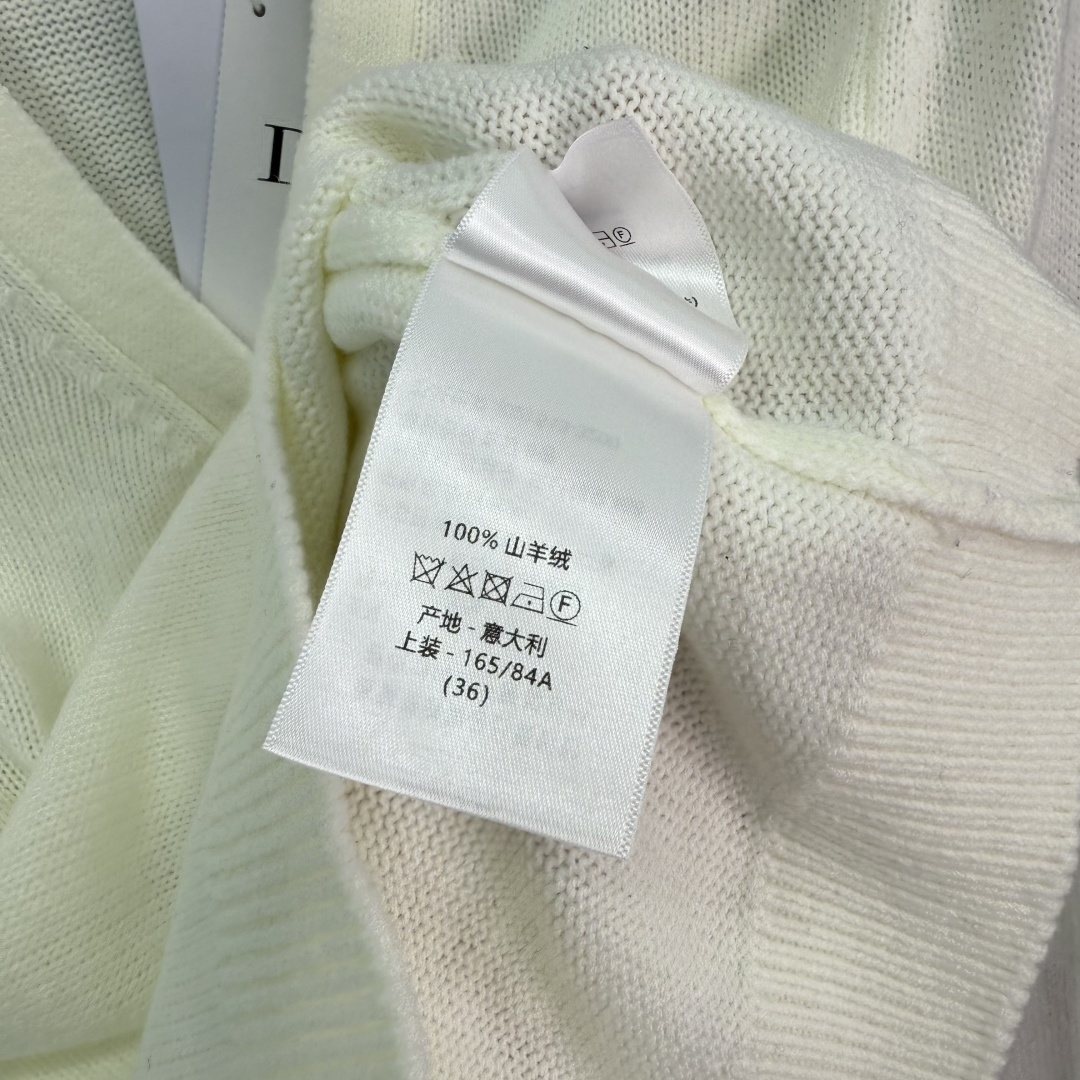 D
F
100% 山羊绒
F
产地 - 意大利
上装 - 165/84A
(36)